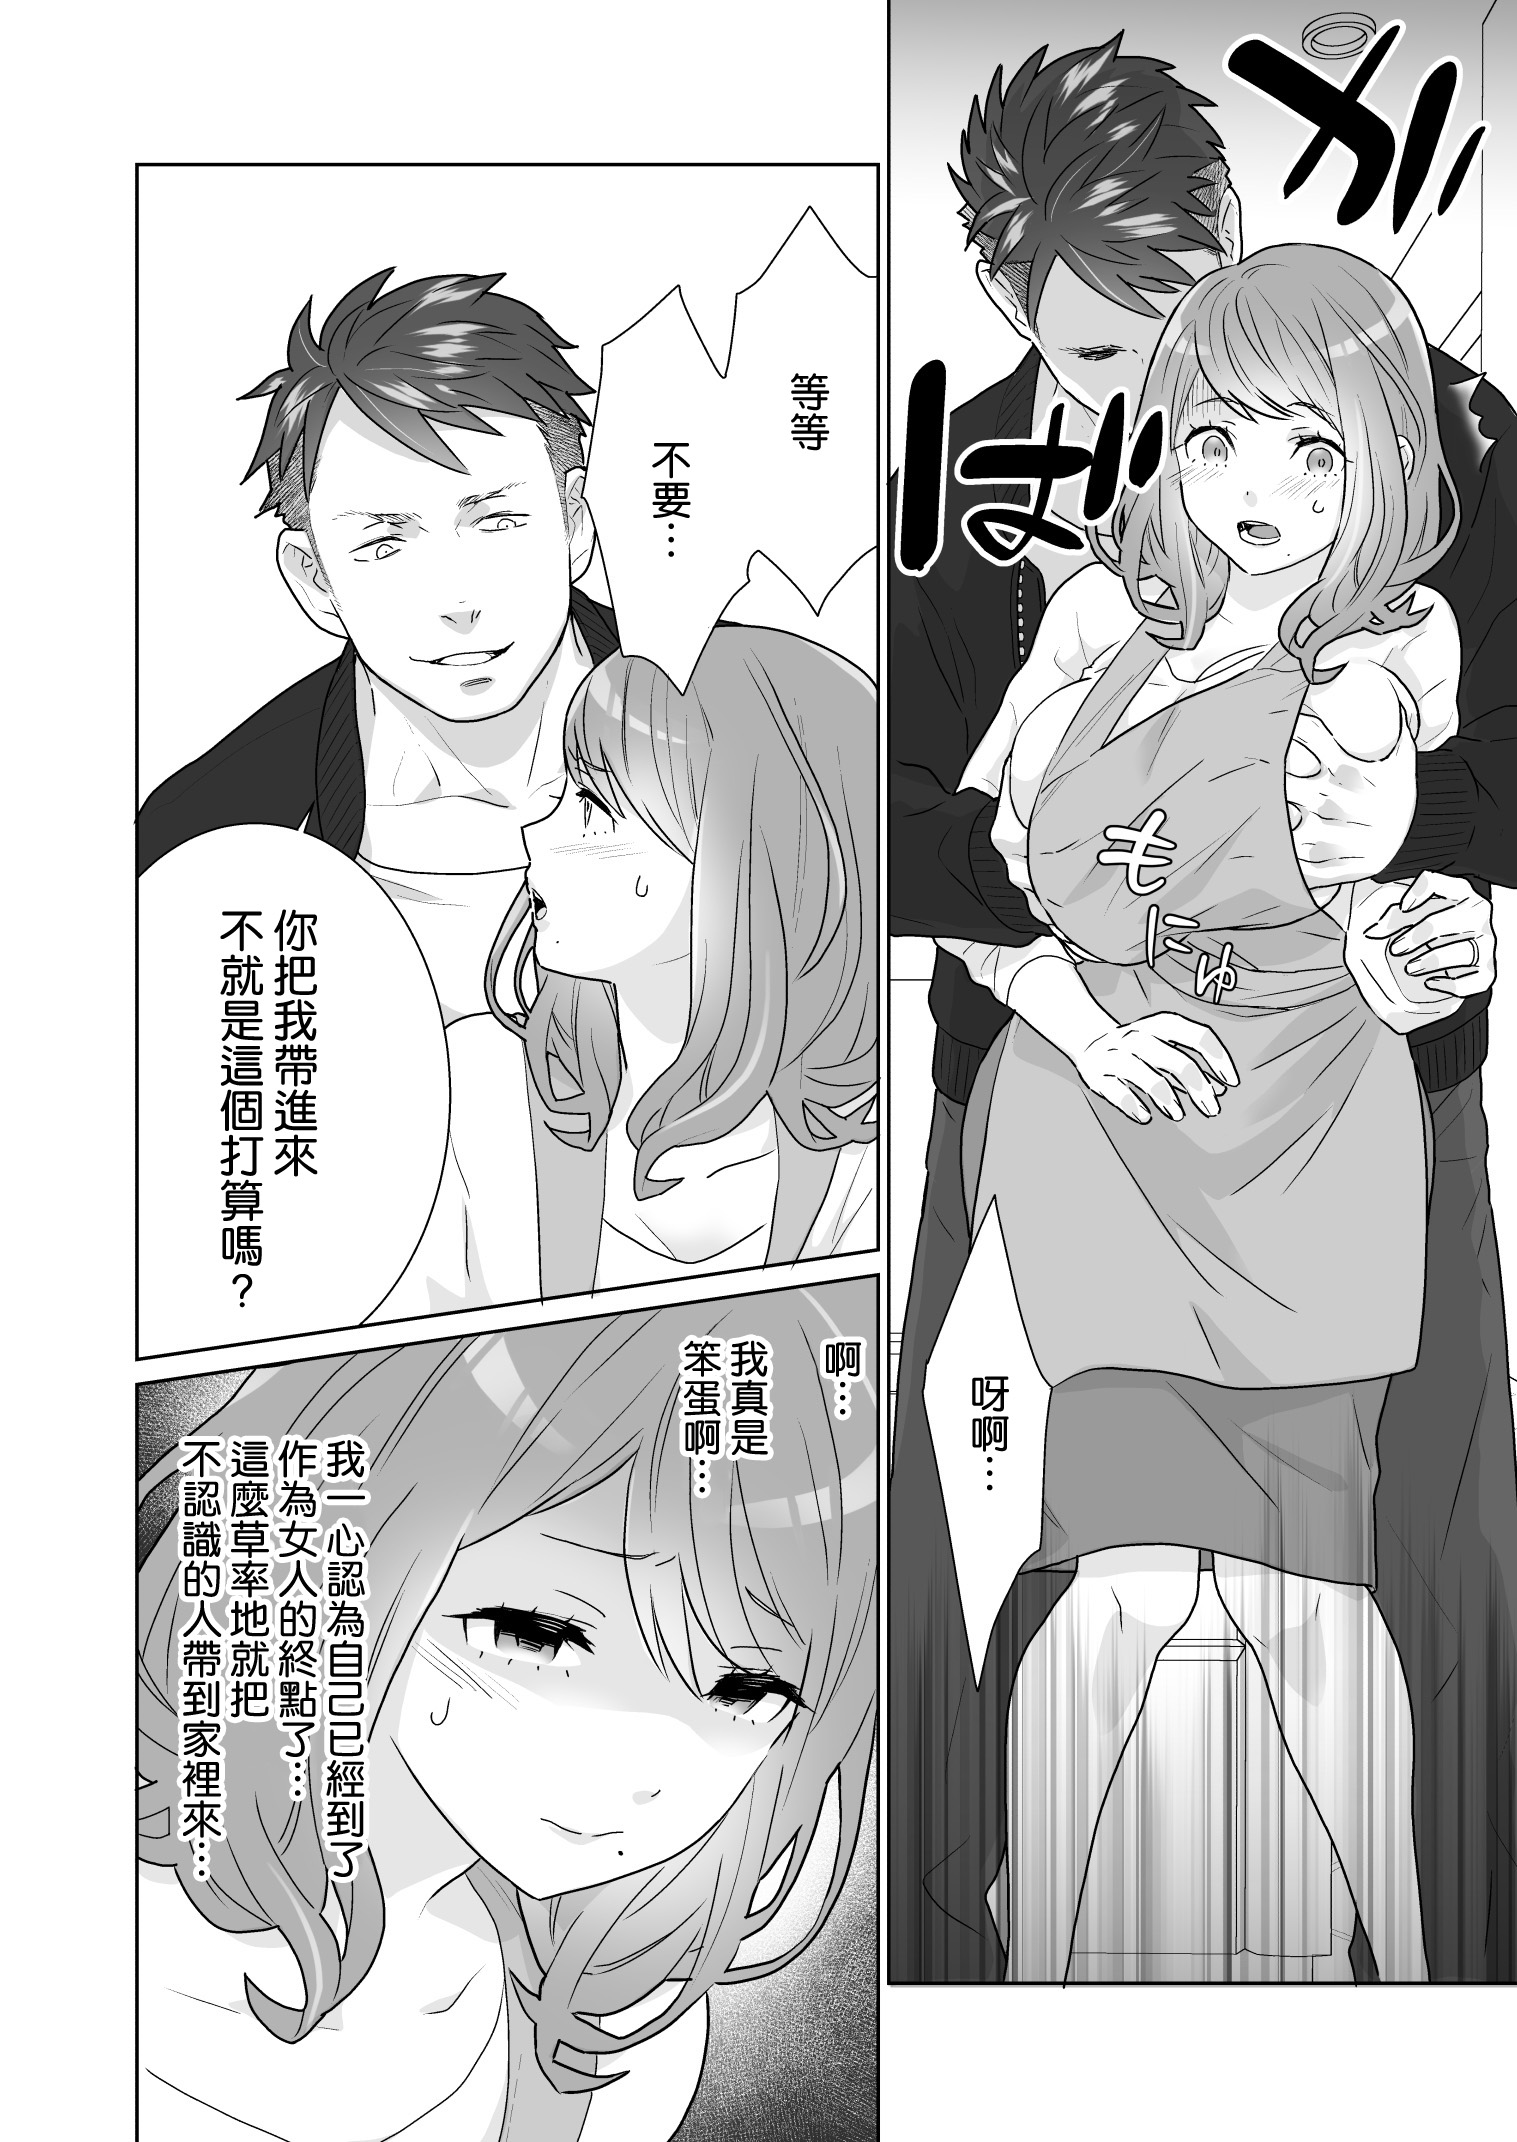 ガバッ
もにゅ
呀啊…
等等
不要…
你把我帶進來
不就是這個打算嗎？
啊…
我真是
笨蛋啊…
我一心認為自己已經到了
作為女人的終點了…
這麼草率地就把
不認識的人帶到家裡來…